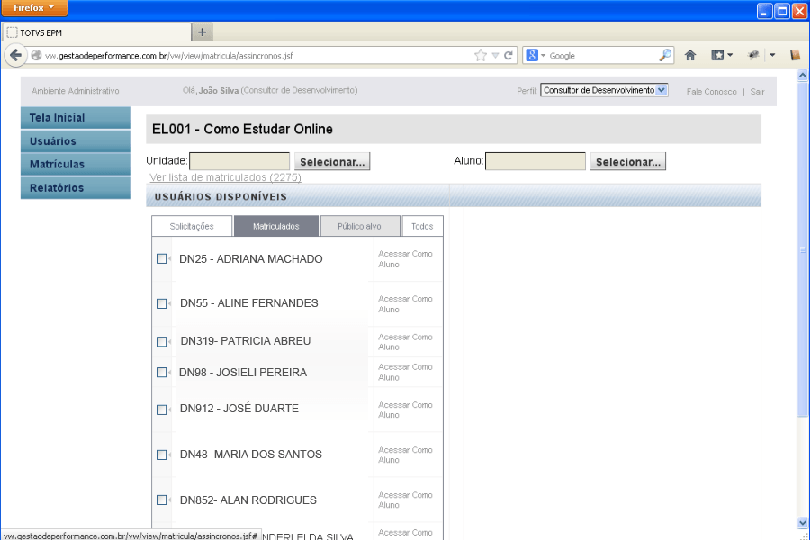 Firefox
TOTVS EPM
vw.gestaodeperformance.com.br/vw/view/matricula/assincronos.jsf
Google
Ambiente Administrativo
Olá, João Silva (Consultor de Desenvolvimento)
Perfil: Consultor de Desenvolvimento
Fale Conosco | Sair
Tela Inicial
Usuários
Matrículas
Relatórios
EL001 - Como Estudar Online
Unidade: Selecionar... Aluno: Selecionar...
Ver lista de matriculados (2275)
USUÁRIOS DISPONÍVEIS
Solicitações Matriculados Público alvo Todos
DN25 - ADRIANA MACHADO
Acessar Como
Aluno
DN55 - ALINE FERNANDES
Acessar Como
Aluno
DN319- PATRICIA ABREU
Acessar Como
Aluno
DN98 - JOSIELI PEREIRA
Acessar Como
Aluno
DN912 - JOSÉ DUARTE
Acessar Como
Aluno
DN48- MARIA DOS SANTOS
Acessar Como
Aluno
DN852- ALAN RODRIGUES
Acessar Como
Aluno
DA SILVA
Acessar Como
vw.gestaodeperformance.com.br/vw/view/matricula/assincronos.jsf#